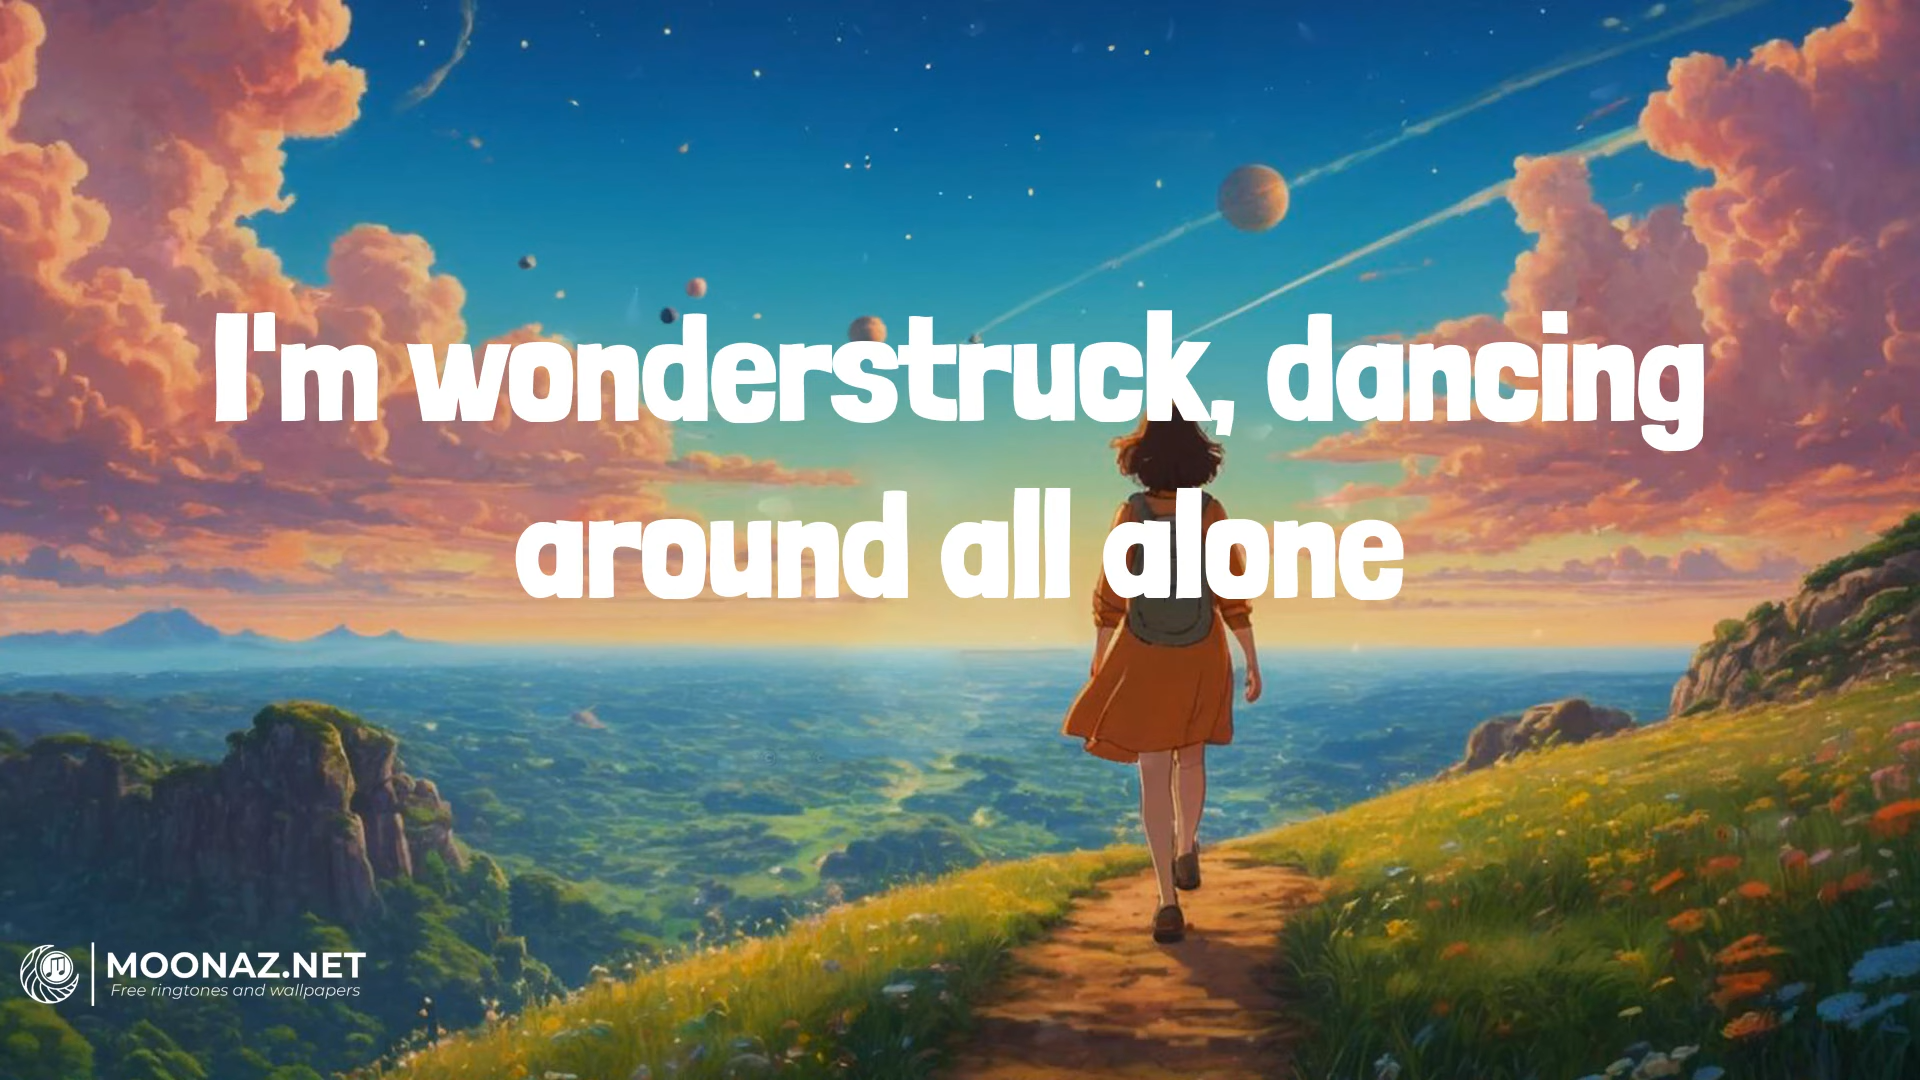 I'm wonderstruck, dancing
around all alone
MOONAZ.NET
Free ringtones and wallpapers